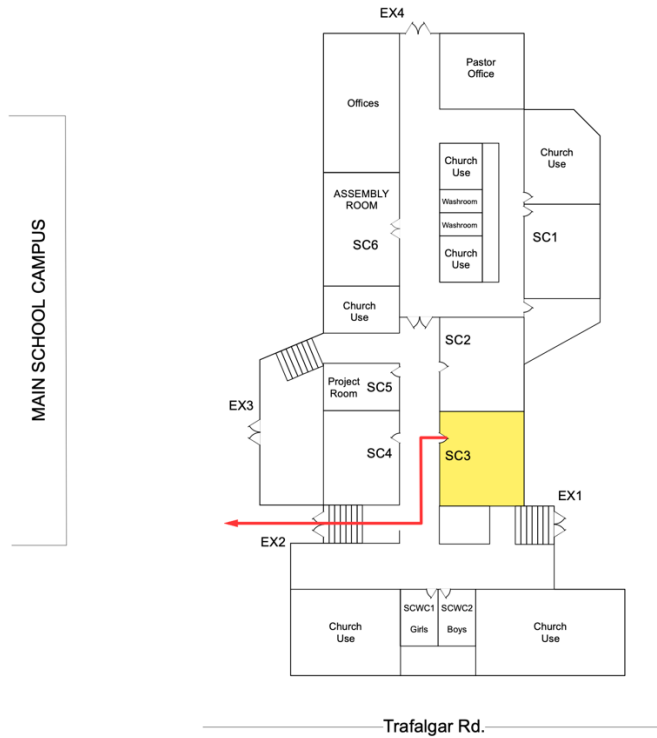 EX4
Pastor
Office
Offices
Church
Use
Church
Use
ASSEMBLY
ROOM
Washroom
Washroom
SC6
SC1
Church
Use
Church
Use
MAIN SCHOOL CAMPUS
SC2
Project
Room
SC5
EX3
SC4
SC3
EX1
EX2
SCWC1
Girls
SCWC2
Boys
Church
Use
Church
Use
Trafalgar Rd.